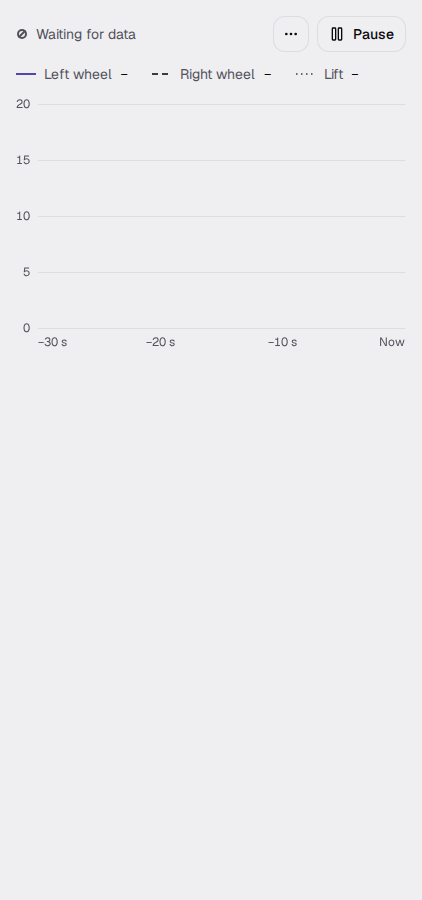 Waiting for data
Pause
Left wheel –
Right wheel –
Lift –
20
15
10
5
0
−30 s
−20 s
−10 s
Now